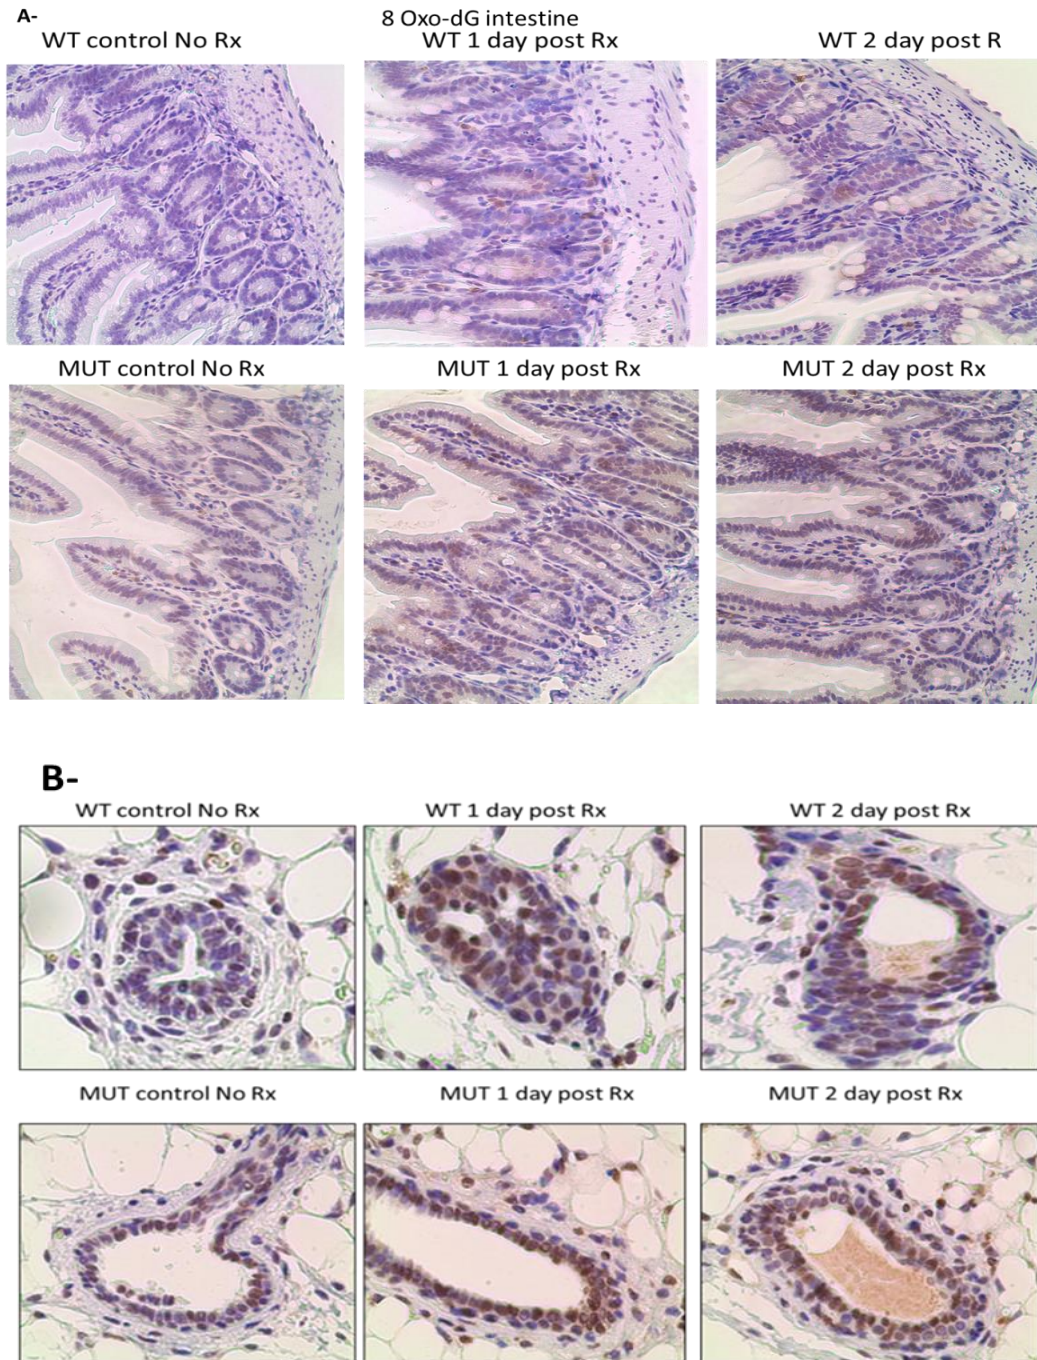 A-
8 Oxo-dG intestine
WT control No Rx
WT 1 day post Rx
WT 2 day post R
MUT control No Rx
MUT 1 day post Rx
MUT 2 day post Rx
B-
WT control No Rx
WT 1 day post Rx
WT 2 day post Rx
MUT control No Rx
MUT 1 day post Rx
MUT 2 day post Rx